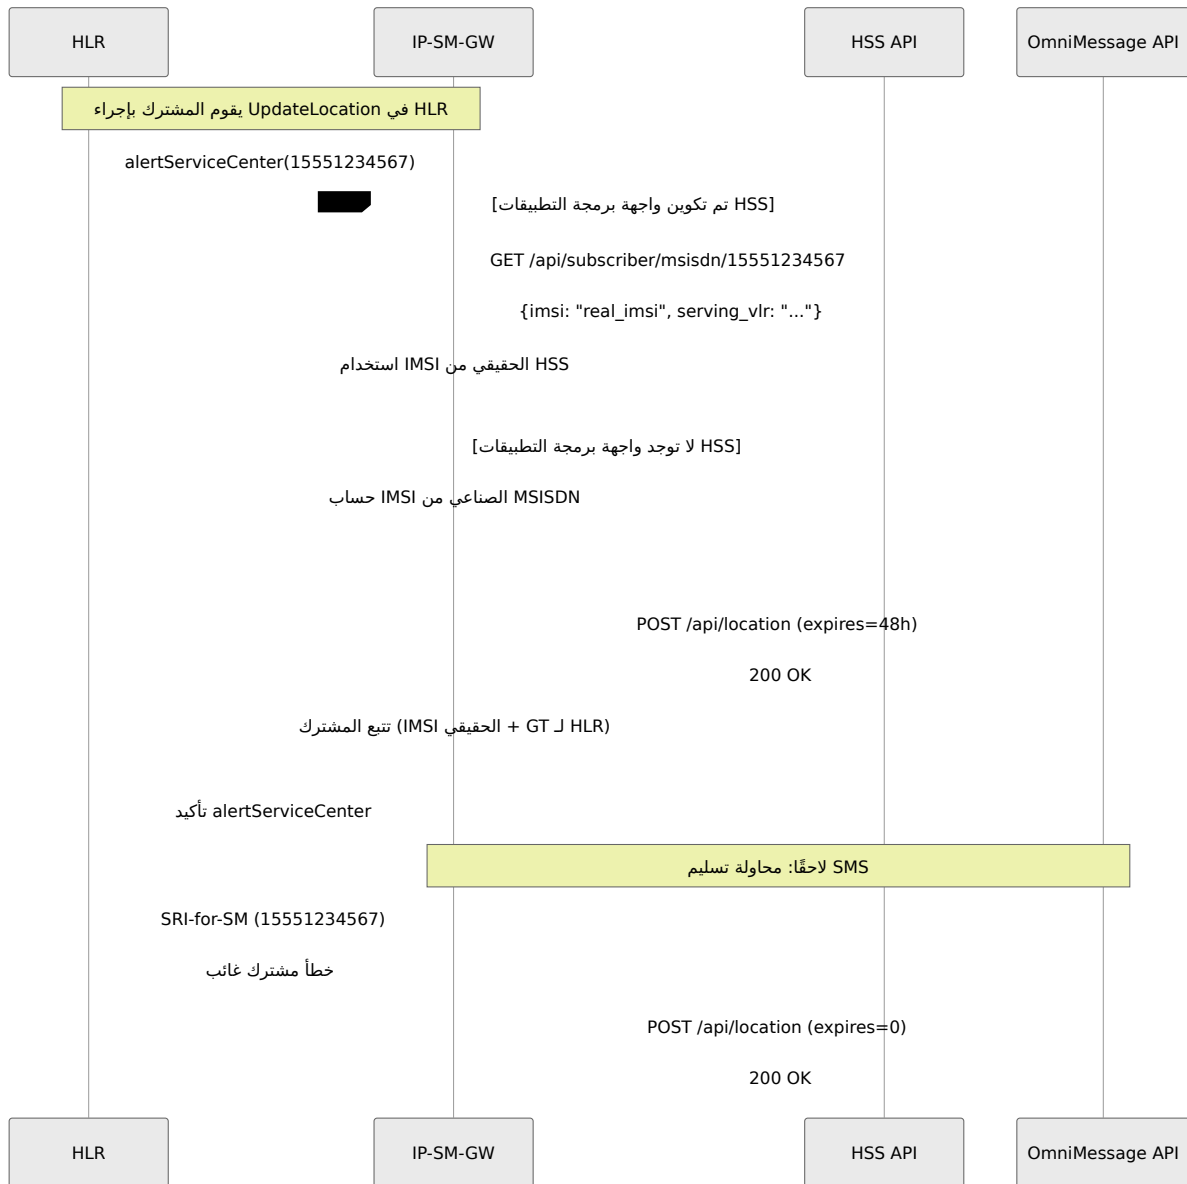 HLR
IP-SM-GW
HSS API
OmniMessage API
يقوم المشترك بإجراء UpdateLocation في HLR
alertServiceCenter(15551234567)
[تم تكوين واجهة برمجة التطبيقات HSS]
GET /api/subscriber/msisdn/15551234567
{imsi: "real_imsi", serving_vlr: "..."}
استخدام IMSI الحقيقي من HSS
[لا توجد واجهة برمجة التطبيقات HSS]
حساب IMSI الصناعي من MSISDN
POST /api/location (expires=48h)
200 OK
تتبع المشترك (IMSI الحقيقي + GT لـ HLR)
تأكيد alertServiceCenter
لاحقًا: محاولة تسليم SMS
SRI-for-SM (15551234567)
خطأ مشترك غائب
POST /api/location (expires=0)
200 OK
HLR
IP-SM-GW
HSS API
OmniMessage API